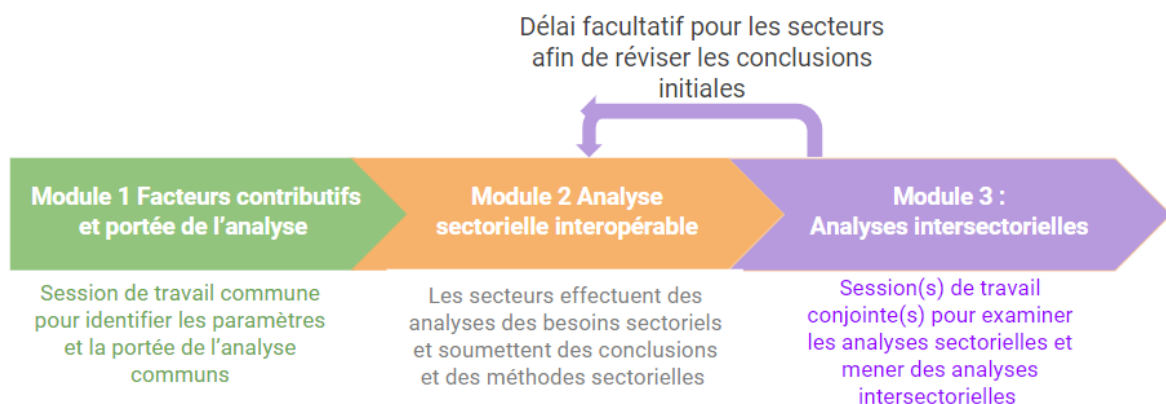 Délai facultatif pour les secteurs
afin de réviser les conclusions
initiales
Module 1 Facteurs contributifs
et portée de l’analyse
Module 2 Analyse
sectorielle interopérable
Module 3 :
Analyses intersectorielles
Session de travail commune
pour identifier les paramètres
et la portée de l’analyse
communs
Les secteurs effectuent des
analyses des besoins sectoriels
et soumettent des conclusions
et des méthodes sectorielles
Session(s) de travail
conjointe(s) pour examiner
les analyses sectorielles et
mener des analyses
intersectorielles